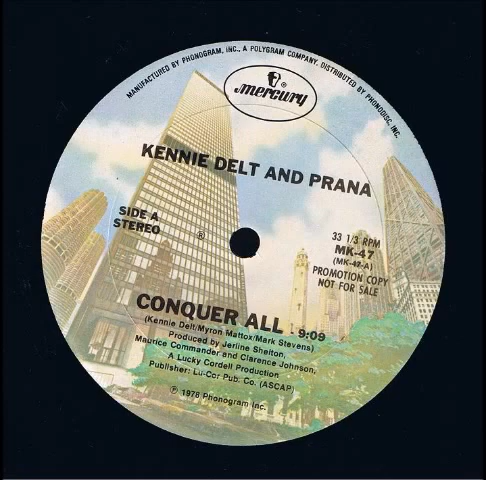 MANUFACTURED BY PHONOGRAM, INC., A POLYGRAM COMPANY. DISTRIBUTED BY PHONODISC, INC.
® mercury
KENNIE DELT AND PRANA
SIDE A
STEREO
®
33 1/3 RPM
MK-47
(MK-47-A)
PROMOTION COPY
NOT FOR SALE
CONQUER ALL - 9:09
(Kennie Delt/Myron Mattox/Mark Stevens)
Produced by Jerline Shelton,
Maurice Commander and Clarence Johnson,
A Lucky Cordell Production
Publisher: Lu-Cor Pub. Co. (ASCAP)
℗ 1978 Phonogram Inc.